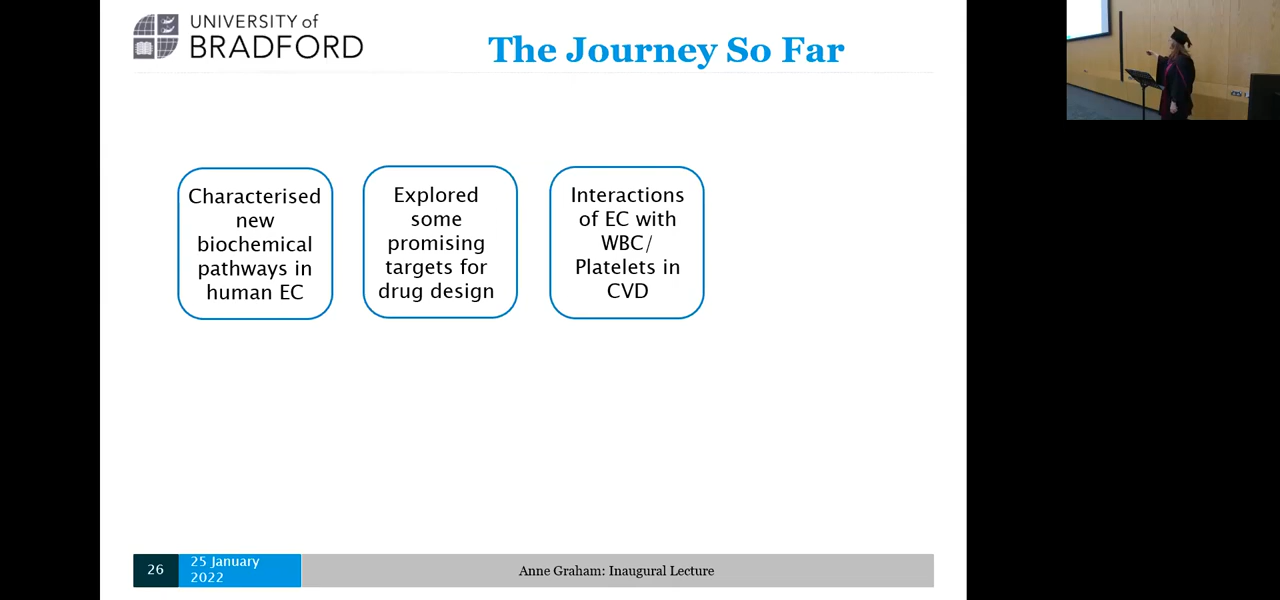 UNIVERSITY of
BRADFORD
The Journey So Far
Characterised
new
biochemical
pathways in
human EC
Explored
some
promising
targets for
drug design
Interactions
of EC with
WBC/
Platelets in
CVD
26
25 January
2022
Anne Graham: Inaugural Lecture